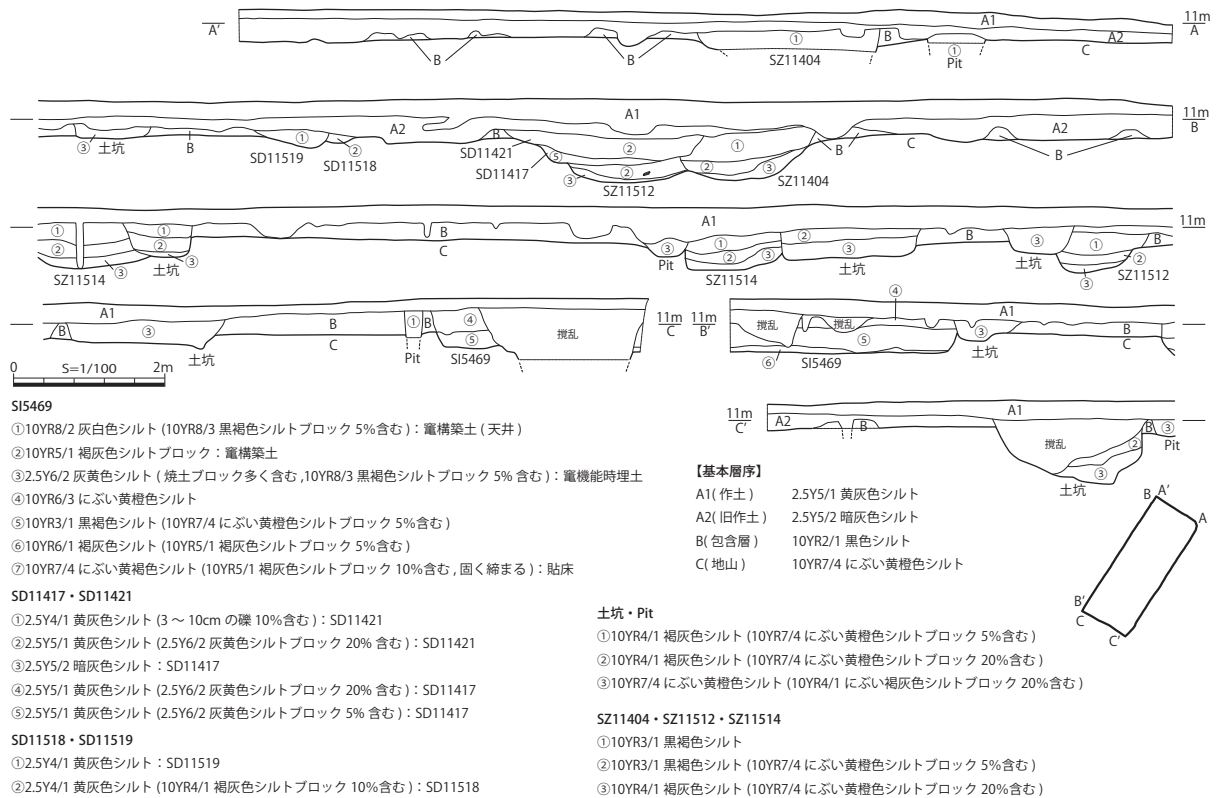 A' A1 11m
A
B B ① SZ11404 B ① Pit C A2
A1 11m
B
③ 土坑 B ① SD11519 ② SD11518 A2 SD11421 SD11417 ⑤ ③ ② ② SZ11512 ① ② ③ SZ11404 B C A2 B
A1 11m
① ② SZ11514 ③ ① ② ③ 土坑 B C ③ Pit ① ② ③ SZ11514 ② ③ 土坑 B ③ 土坑 ① B ② SZ11512 ③
A1 B ③ 土坑 B C ① Pit B ④ ⑤ SI5469 撹乱 11m
C
11m
B' 撹乱 撹乱 ④ ⑤ ⑥ SI5469 A1 ③ 土坑 B C
0 S=1/100 2m
11m
C' A2 B A1 撹乱 ② ③ 土坑 B ③ Pit
SI5469
①10YR8/2 灰白色シルト (10YR8/3 黒褐色シルトブロック 5%含む ) : 竃構築土 ( 天井 )
②10YR5/1 褐灰色シルトブロック : 竃構築土
③2.5Y6/2 灰黄色シルト ( 焼土ブロック多く含む ,10YR8/3 黒褐色シルトブロック 5% 含む ) : 竃機能時埋土
④10YR6/3 にぶい黄橙色シルト
⑤10YR3/1 黒褐色シルト (10YR7/4 にぶい黄橙色シルトブロック 5%含む )
⑥10YR6/1 褐灰色シルト (10YR5/1 褐灰色シルトブロック 5%含む )
⑦10YR7/4 にぶい黄褐色シルト (10YR5/1 褐灰色シルトブロック 10%含む , 固く締まる ) : 貼床
SD11417・SD11421
①2.5Y4/1 黄灰色シルト (3 ～ 10cm の礫 10%含む ) : SD11421
②2.5Y5/1 黄灰色シルト (2.5Y6/2 灰黄色シルトブロック 20% 含む ) : SD11421
③2.5Y5/2 暗灰色シルト : SD11417
④2.5Y5/1 黄灰色シルト (2.5Y6/2 灰黄色シルトブロック 20% 含む ) : SD11417
⑤2.5Y5/1 黄灰色シルト (2.5Y6/2 灰黄色シルトブロック 5% 含む ) : SD11417
SD11518・SD11519
①2.5Y4/1 黄灰色シルト : SD11519
②2.5Y4/1 黄灰色シルト (10YR4/1 褐灰色シルトブロック 10%含む ) : SD11518
【基本層序】
A1( 作土 ) 2.5Y5/1 黄灰色シルト
A2( 旧作土 ) 2.5Y5/2 暗灰色シルト
B( 包含層 ) 10YR2/1 黒色シルト
C( 地山 ) 10YR7/4 にぶい黄橙色シルト
B A'
A
B'
C
C'
土坑・Pit
①10YR4/1 褐灰色シルト (10YR7/4 にぶい黄橙色シルトブロック 5%含む )
②10YR4/1 褐灰色シルト (10YR7/4 にぶい黄橙色シルトブロック 20%含む )
③10YR7/4 にぶい黄橙色シルト (10YR4/1 にぶい褐灰色シルトブロック 20%含む )
SZ11404・SZ11512・SZ11514
①10YR3/1 黒褐色シルト
②10YR3/1 黒褐色シルト (10YR7/4 にぶい黄橙色シルトブロック 5%含む )
③10YR4/1 褐灰色シルト (10YR7/4 にぶい黄橙色シルトブロック 20%含む )